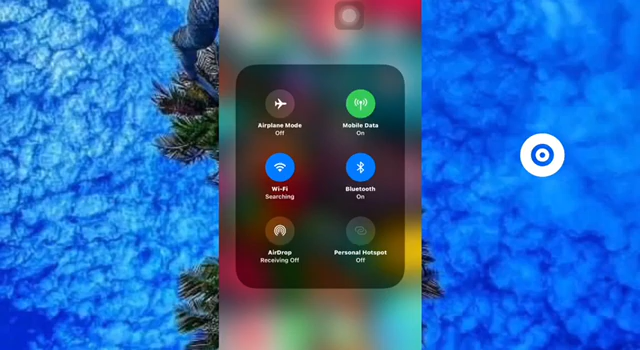 Airplane Mode
Off
Mobile Data
On
Wi-Fi
Searching
Bluetooth
On
AirDrop
Receiving Off
Personal Hotspot
Off